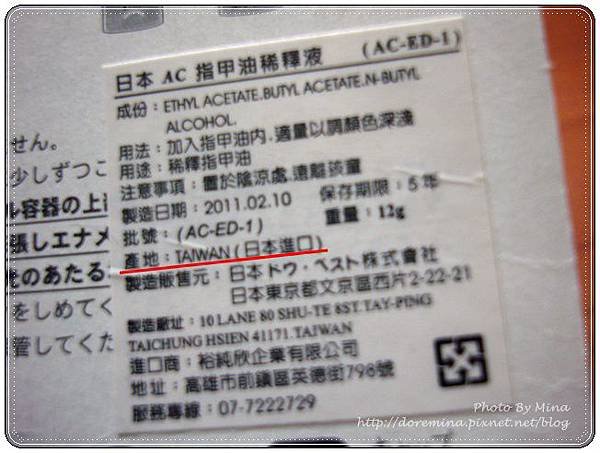 日本 AC 指甲油稀釋液 (AC-ED-1)
成份：ETHYL ACETATE.BUTYL ACETATE.N-BUTYL
ALCOHOL.
用法：加入指甲油內.適量以調顏色深淺
用途：稀釋指甲油
注意事項：置於陰涼處.遠離孩童
製造日期：2011.02.10 保存期限：5年
批號：(AC-ED-1) 重量：12g
產地：TAIWAN (日本進口)
製造販售元：日本ドウ・ベスト株式會社
日本東京都文京區西片2-22-21
製造廠址：10 LANE 80 SHU-TE 8ST.TAY-PING
TAICHUNG HSIEN 41171.TAIWAN
進口商：裕純欣企業有限公司
地址：高雄市前鎮區英德街798號
服務專線：07-7222729
せん。
少しずつこ
ル容器の上
張しエナメ
のあたる
をしめてく
管してくだ
Photo By Mina
http://doremina.pixnet.net/blog